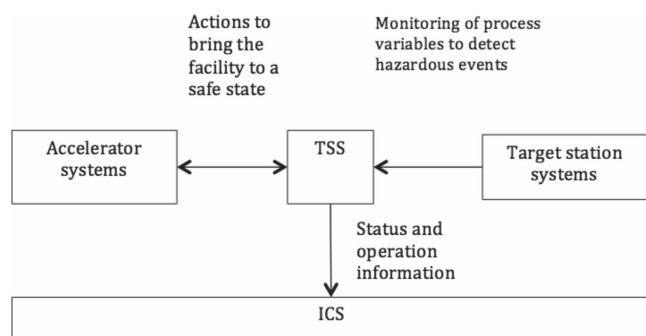 Actions to
bring the
facility to a
safe state
Monitoring of process
variables to detect
hazardous events
Accelerator
systems
TSS
Target station
systems
Status and
operation
information
ICS